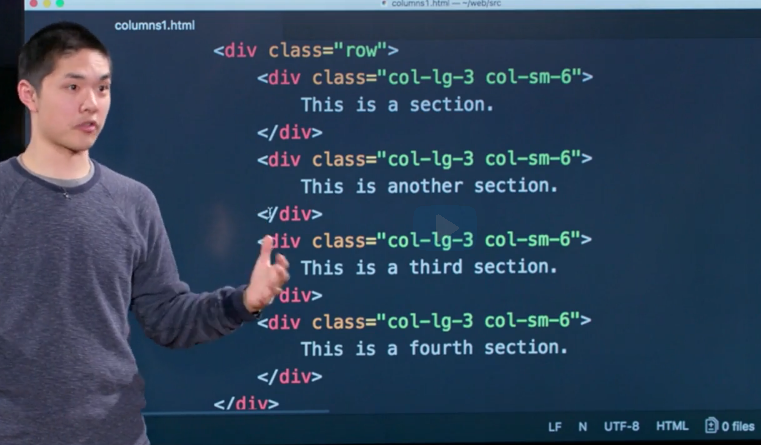 columns1.html — ~/web/src
columns1.html
<div class="row">
<div class="col-lg-3 col-sm-6">
This is a section.
</div>
<div class="col-lg-3 col-sm-6">
This is another section.
</div>
<div class="col-lg-3 col-sm-6">
This is a third section.
/div>
<div class="col-lg-3 col-sm-6">
This is a fourth section.
</div>
</div>
LF N UTF-8 HTML 0 files